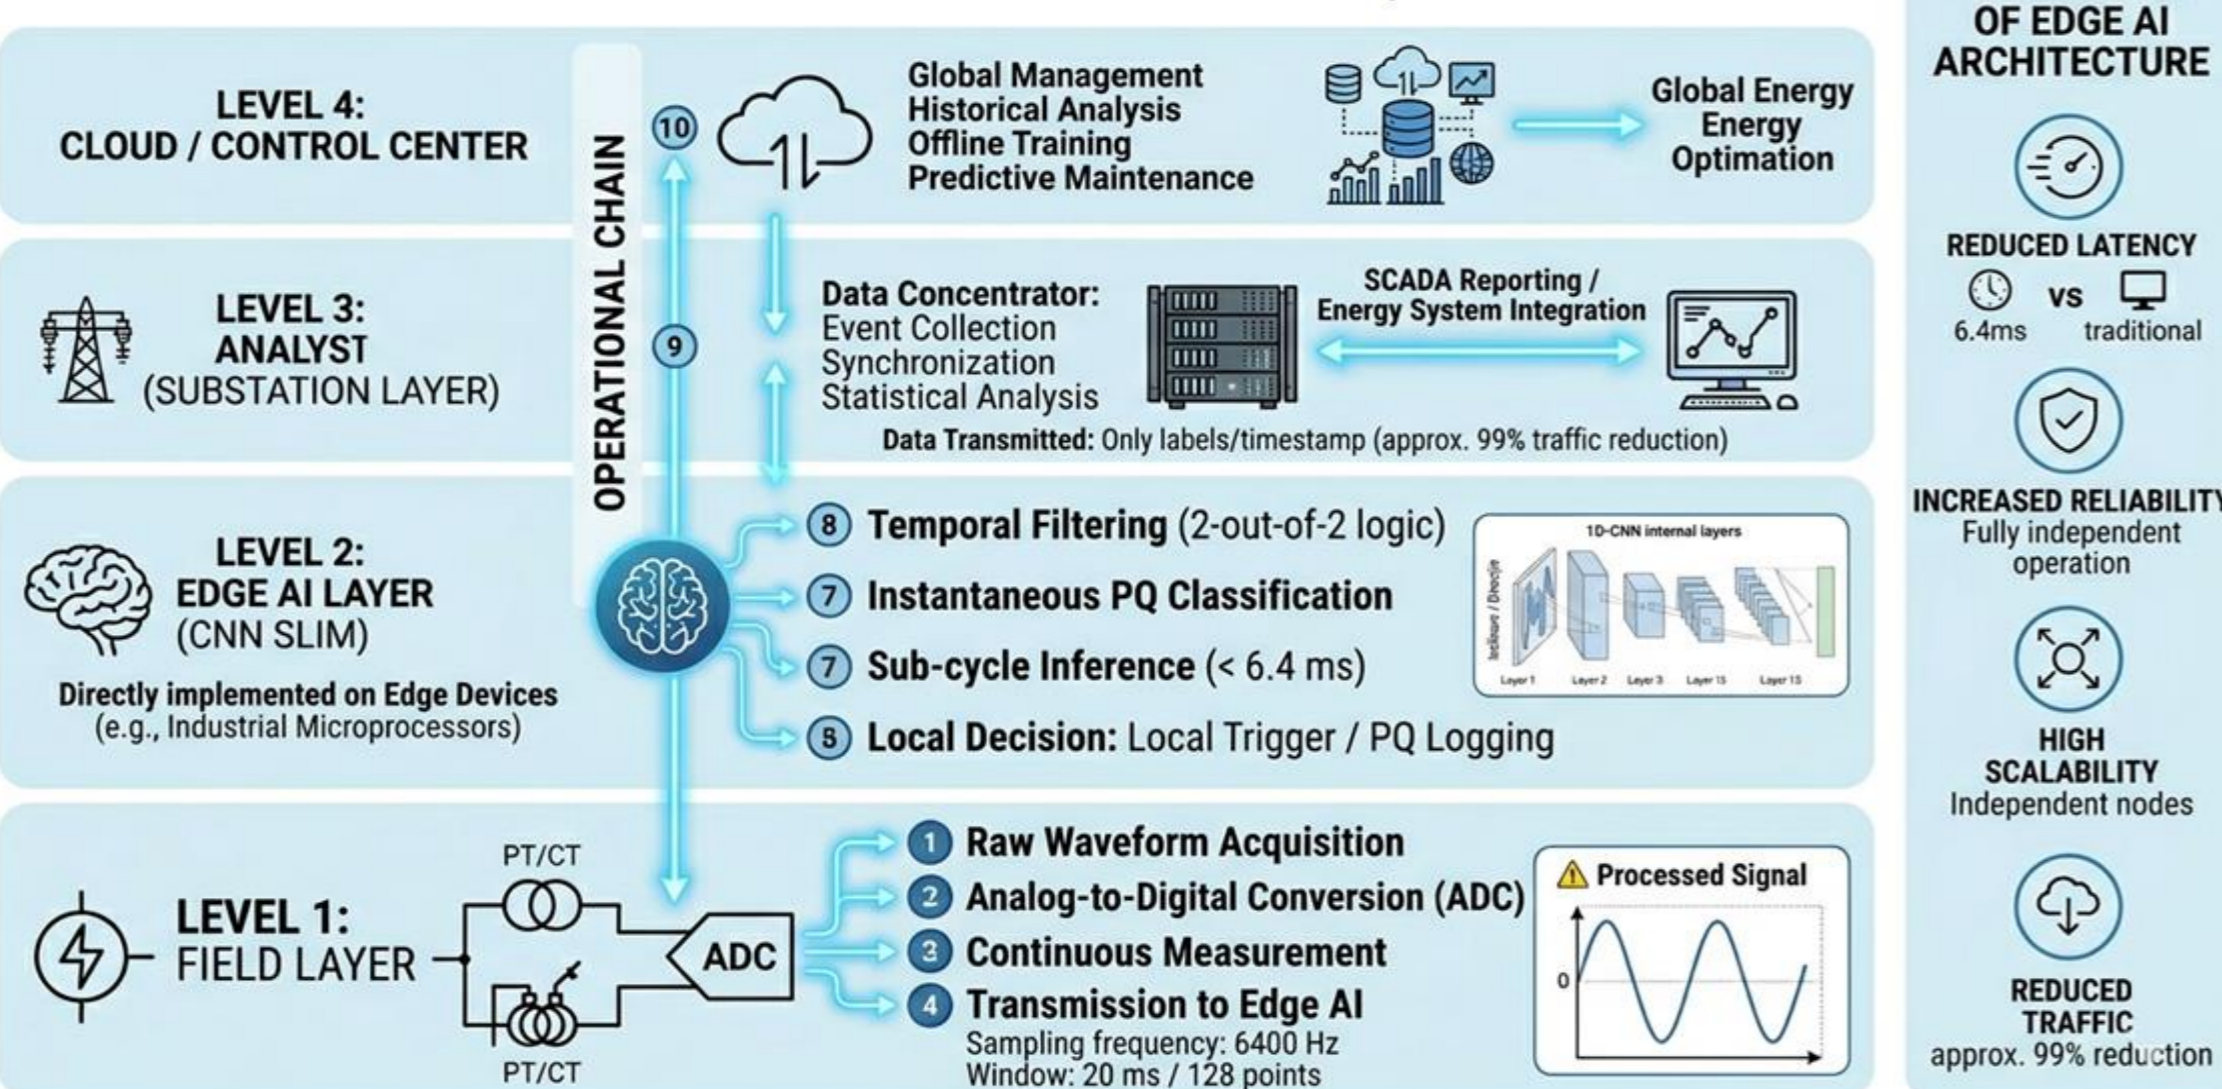 LEVEL 4:
CLOUD / CONTROL CENTER
OPERATIONAL CHAIN
10
Global Management
Historical Analysis
Offline Training
Predictive Maintenance
Global Energy
Energy
Optimation
LEVEL 3:
ANALYST
(SUBSTATION LAYER)
9
Data Concentrator:
Event Collection
Synchronization
Statistical Analysis
SCADA Reporting /
Energy System Integration
Data Transmitted: Only labels/timestamp (approx. 99% traffic reduction)
LEVEL 2:
EDGE AI LAYER
(CNN SLIM)
Directly implemented on Edge Devices
(e.g., Industrial Microprocessors)
8 Temporal Filtering (2-out-of-2 logic)
7 Instantaneous PQ Classification
7 Sub-cycle Inference (< 6.4 ms)
Local Decision: Local Trigger / PQ Logging
1D-CNN internal layers
Layer 1
Layer 2
Layer 3
Layer 15
Layer 15
LEVEL 1:
FIELD LAYER
PT/CT
PT/CT
ADC
1 Raw Waveform Acquisition
2 Analog-to-Digital Conversion (ADC)
3 Continuous Measurement
4 Transmission to Edge AI
Sampling frequency: 6400 Hz
Window: 20 ms / 128 points
Processed Signal
0
OF EDGE AI
ARCHITECTURE
REDUCED LATENCY
vs
6.4ms traditional
INCREASED RELIABILITY
Fully independent
operation
HIGH
SCALABILITY
Independent nodes
REDUCED
TRAFFIC
approx. 99% reduction